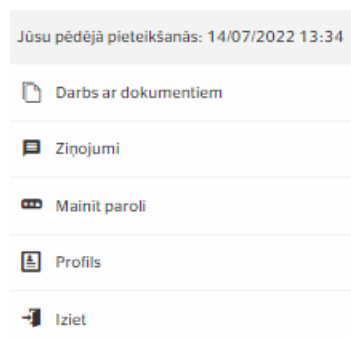 Jūsu pēdējā pieteikšanās: 14/07/2022 13:34
Darbs ar dokumentiem
Ziņojumi
Mainīt paroli
Profils
Iziet